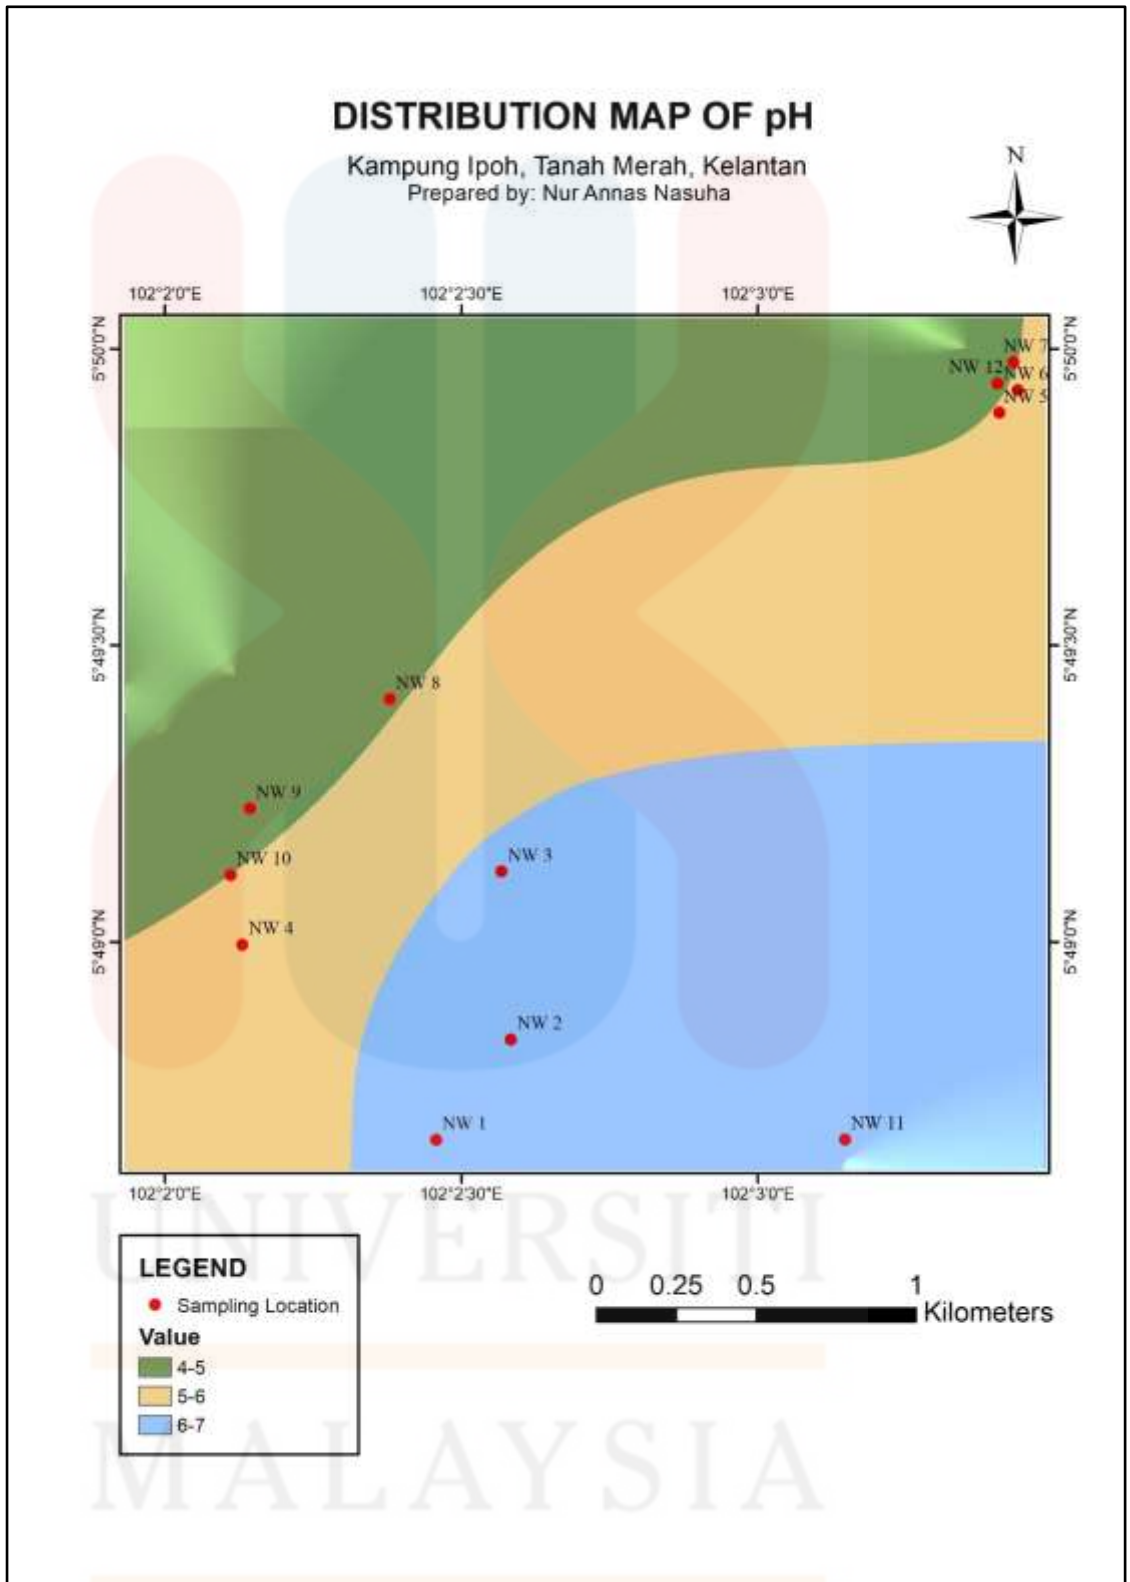 DISTRIBUTION MAP OF pH
Kampung Ipoh, Tanah Merah, Kelantan
Prepared by: Nur Annas Nasuha
N
102°2'0"E 102°2'30"E 102°3'0"E
5°50'0"N 5°50'0"N
NW 7
NW 12 NW 6
NW 5
5°49'30"N 5°49'30"N
NW 8
NW 9
NW 3
NW 10
NW 4
5°49'0"N 5°49'0"N
NW 2
NW 1 NW 11
102°2'0"E 102°2'30"E 102°3'0"E
UNIVERSITI
LEGEND
Sampling Location
Value
4-5
5-6
6-7
0 0.25 0.5 1
Kilometers
MALAYSIA